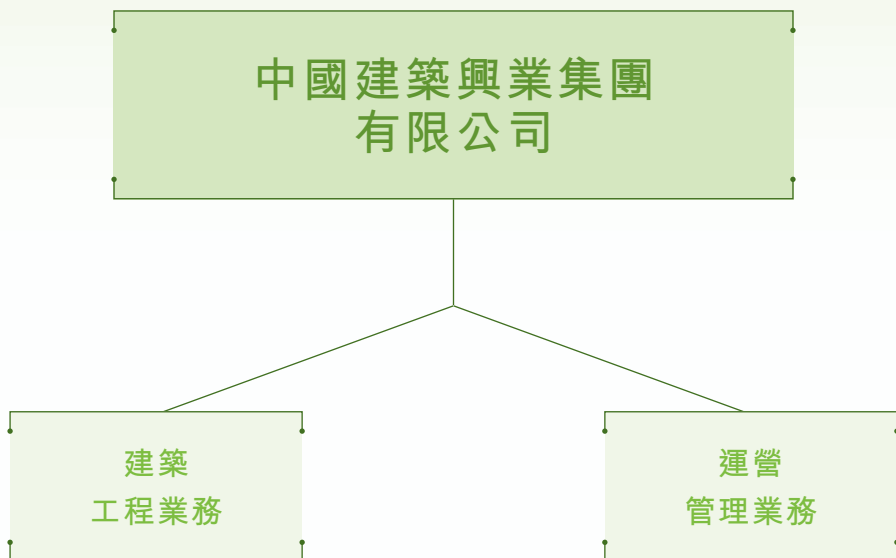 中國建築興業集團
有限公司
建築
工程業務
運營
管理業務